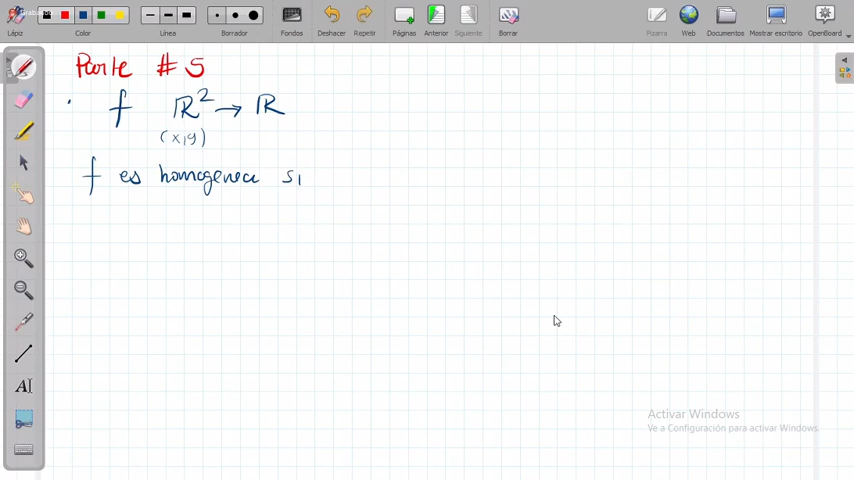 Lápiz Color Línea Borrador Fondos Deshacer Repetir Páginas Anterior Siguiente Borrar Pizarra Web Documentos Mostrar escritorio OpenBoard
Parte # 5
f ℝ² → ℝ
(x,y)
f es homogenea si
Activar Windows
Ve a Configuración para activar Windows.